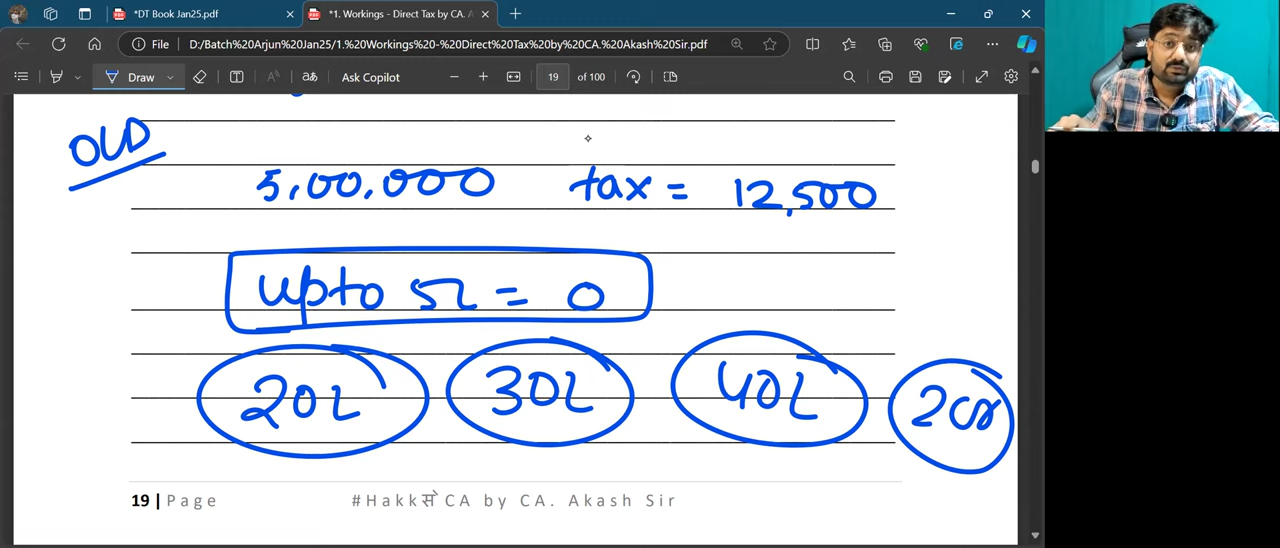 *DT Book Jan25.pdf
*1. Workings - Direct Tax by CA. A
File D:/Batch%20Arjun%20Jan25/1.%20Workings%20-%20Direct%20Tax%20by%20CA.%20Akash%20Sir.pdf
Draw Ask Copilot 19 of 100
OLD
5,00,000 tax = 12,500
upto 5L = 0
20L 30L 40L 2cr
19 | Page #Hakkसे CA by CA. Akash Sir